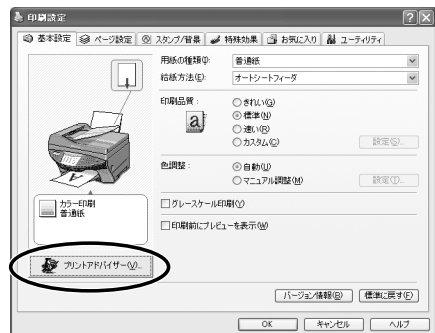 印刷設定
基本設定 ページ設定 スタンプ/背景 特殊効果 お気に入り ユーティリティ
用紙の種類(I): 普通紙
給紙方法(E): オートシートフィーダ
印刷品質:
きれい(G)
標準(N)
速い(R)
カスタム(C) 設定(S)...
色調整:
自動(U)
マニュアル調整(M) 設定(T)...
カラー印刷
普通紙
グレースケール印刷(Y)
印刷前にプレビューを表示(W)
プリントアドバイザー(V)...
バージョン情報(B) 標準に戻す(F)
OK キャンセル ヘルプ